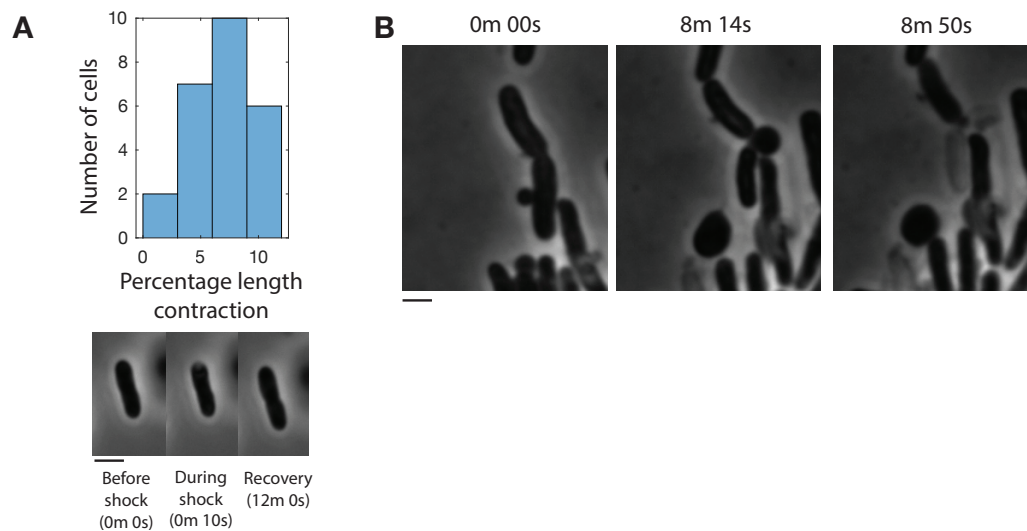 A
10
8
6
4
2
0
Number of cells
0 5 10
Percentage length
contraction
Before
shock
(0m 0s)
During
shock
(0m 10s)
Recovery
(12m 0s)
B
0m 00s
8m 14s
8m 50s